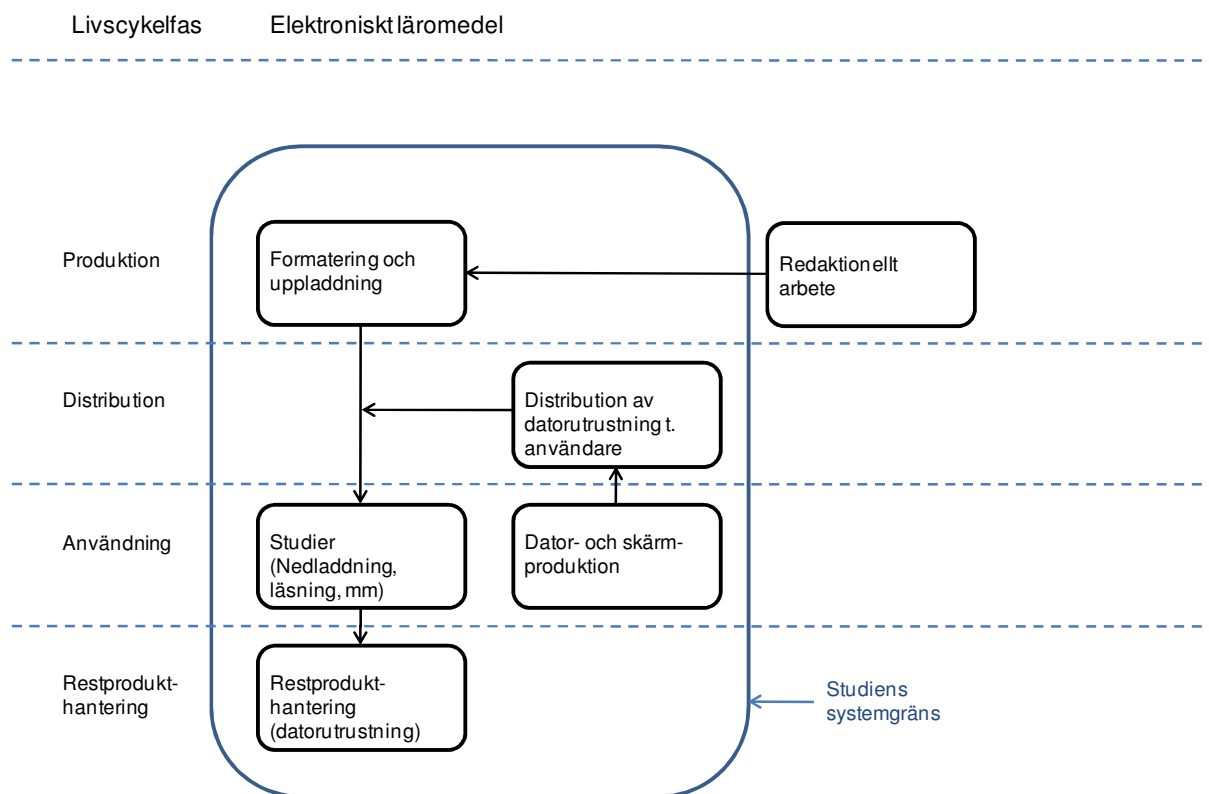 Livscykelfas
Elektroniskt läromedel
Produktion
Formatering och
uppladdning
Redaktionellt
arbete
Distribution
Distribution av
datorutrustning t.
användare
Användning
Studier
(Nedladdning,
läsning, mm)
Dator- och skärm-
produktion
Restprodukt-
hantering
Restprodukt-
hantering
(datorutrustning)
Studiens
systemgräns